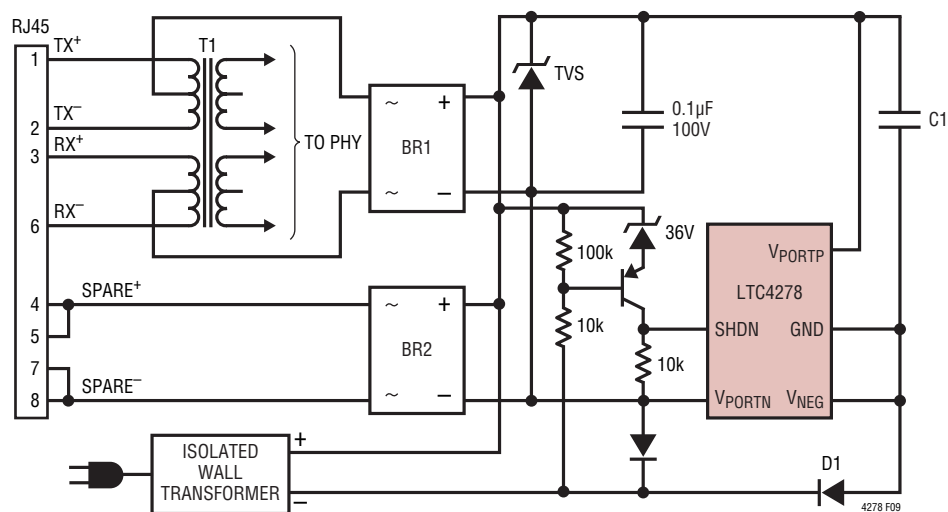 RJ45
1
TX+
T1
2
TX−
3
RX+
6
RX−
TO PHY
~
+
BR1
~
−
TVS
0.1µF
100V
C1
100k
36V
VPORTP
LTC4278
SHDN
GND
10k
10k
VPORTN
VNEG
4
SPARE+
5
7
8
SPARE−
~
+
BR2
~
−
ISOLATED
WALL
TRANSFORMER
+
−
D1
4278 F09